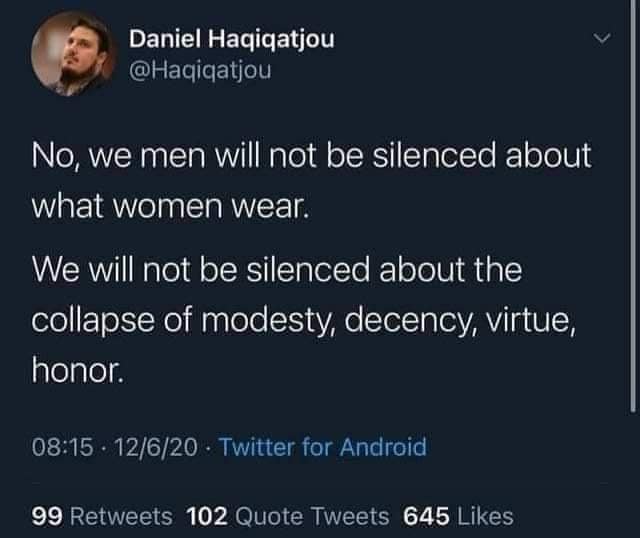 Daniel Haqiqatjou
@Haqiqatjou
No, we men will not be silenced about
what women wear.
We will not be silenced about the
collapse of modesty, decency, virtue,
honor.
08:15 · 12/6/20 · Twitter for Android
99 Retweets 102 Quote Tweets 645 Likes